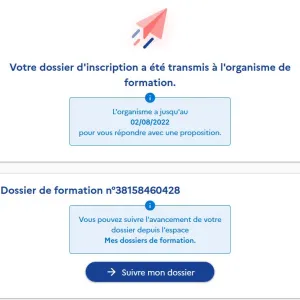 Votre dossier d'inscription a été transmis à l'organisme de
formation.
L'organisme a jusqu'au
02/08/2022
pour vous répondre avec une proposition.
Dossier de formation n°38158460428
Vous pouvez suivre l'avancement de votre
dossier depuis l'espace
Mes dossiers de formation.
Suivre mon dossier